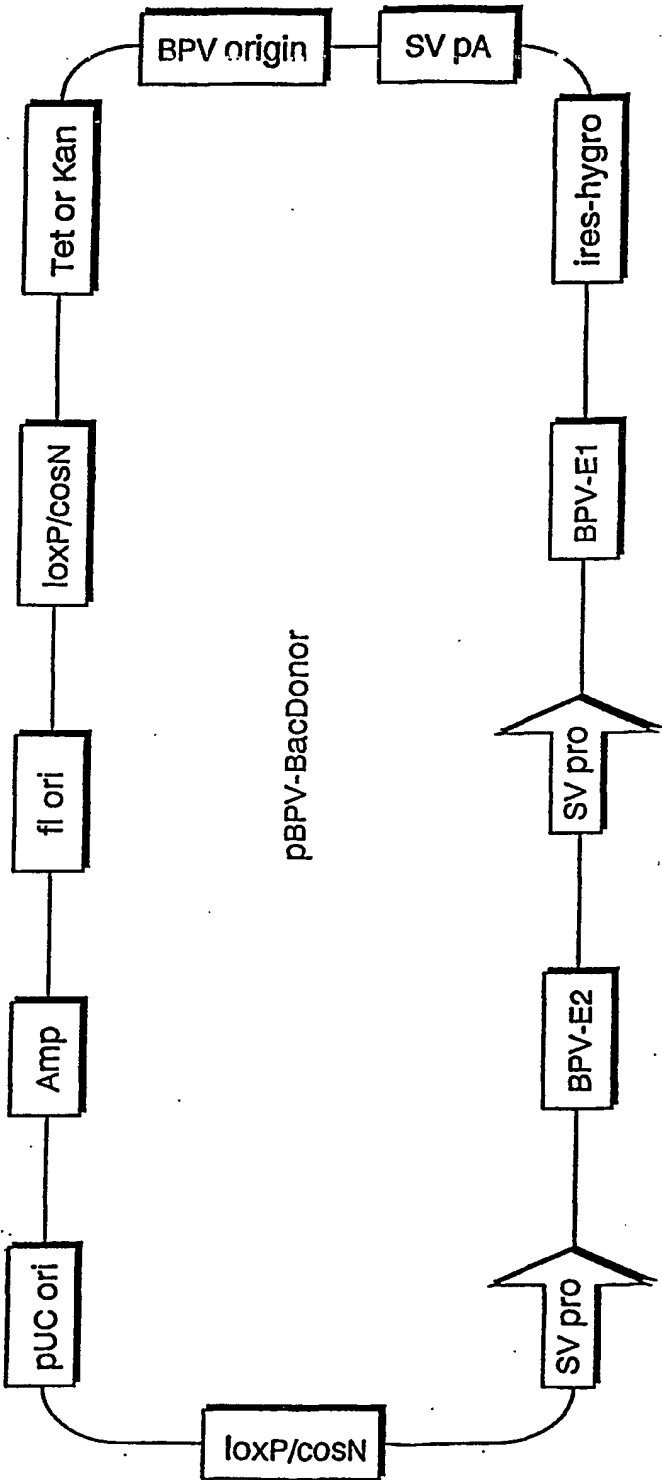 BPV origin
SV pA
Tet or Kan
ires-hygro
loxP/cosN
BPV-E1
pBPV-BacDonor
fl ori
SV pro
Amp
BPV-E2
pUC ori
SV pro
loxP/cosN